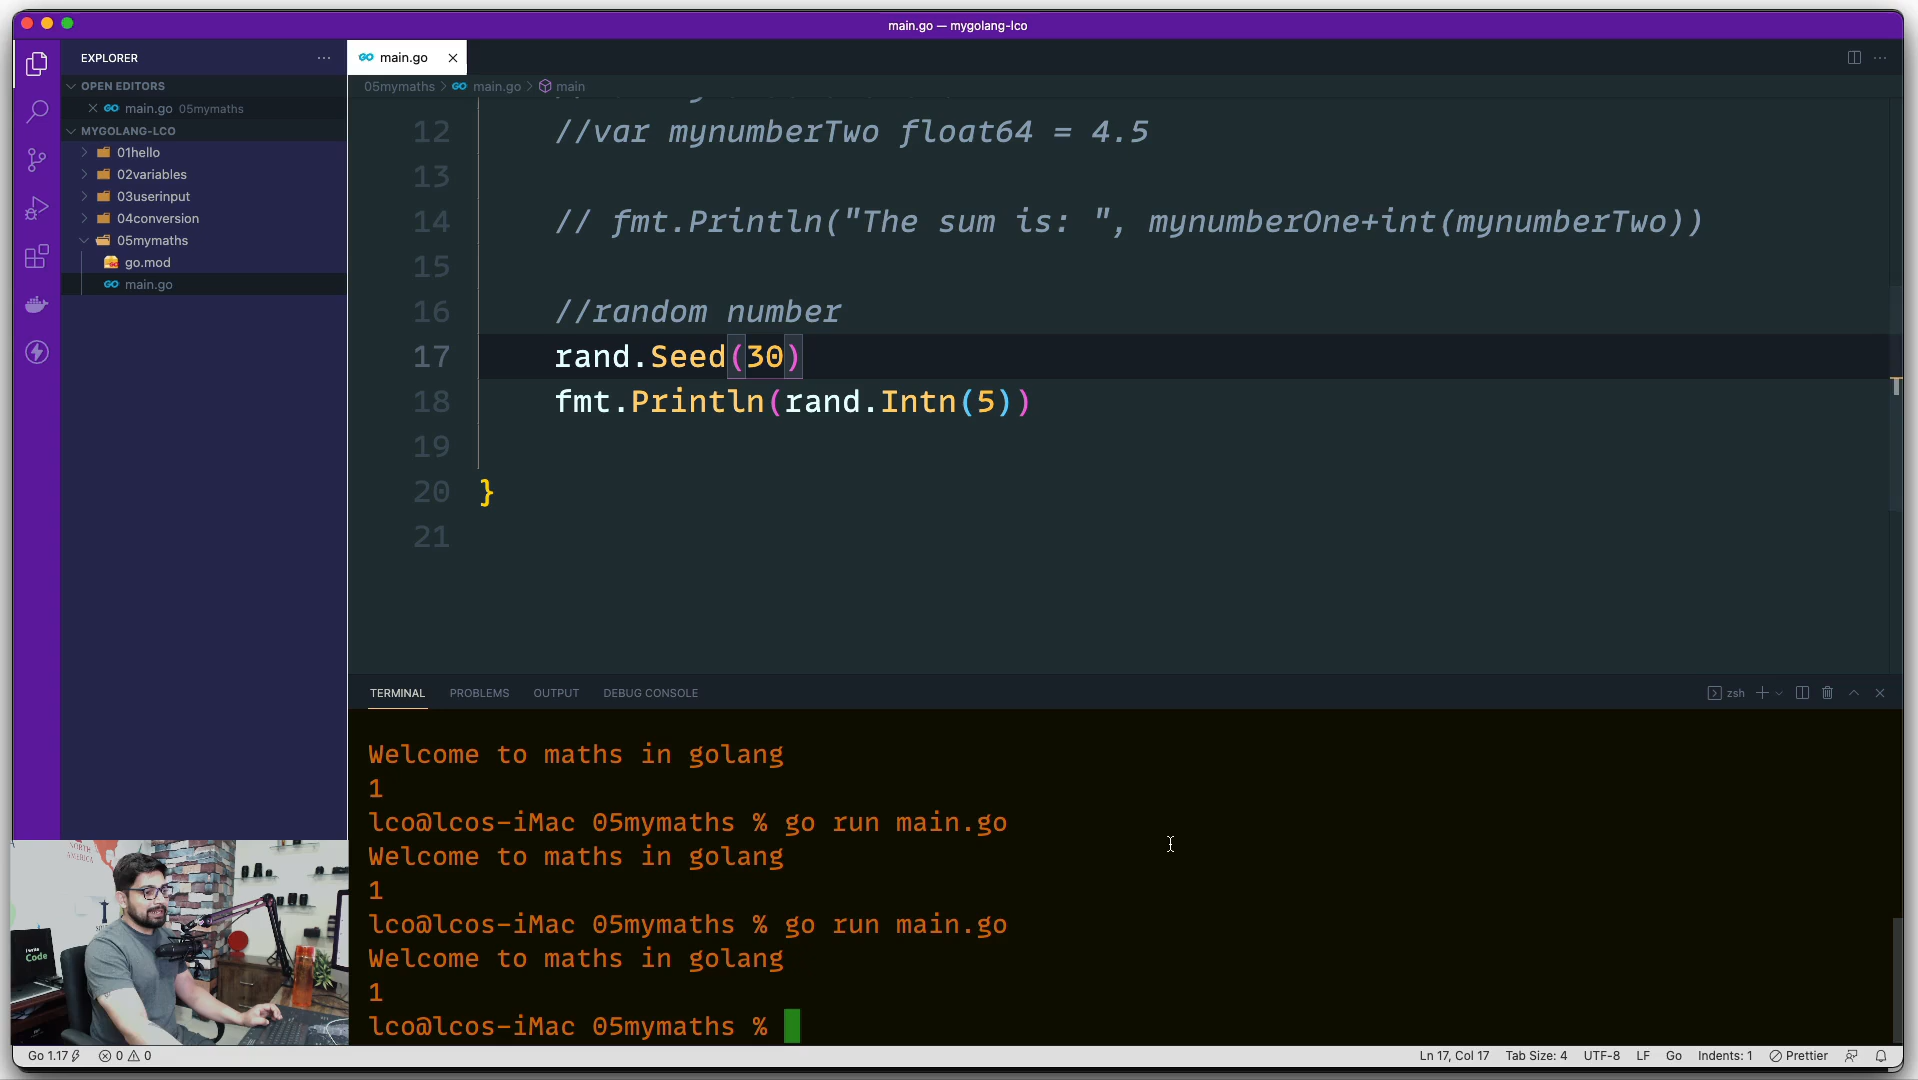 main.go — mygolang-lco
EXPLORER
OPEN EDITORS
main.go 05mymaths
MYGOLANG-LCO
01hello
02variables
03userinput
04conversion
05mymaths
go.mod
main.go
main.go
05mymaths > main.go > main
12 //var mynumberTwo float64 = 4.5
13
14 // fmt.Println("The sum is: ", mynumberOne+int(mynumberTwo))
15
16 //random number
17 rand.Seed(30)
18 fmt.Println(rand.Intn(5))
19
20 }
21
TERMINAL PROBLEMS OUTPUT DEBUG CONSOLE
zsh
Welcome to maths in golang
1
lco@lcos-iMac 05mymaths % go run main.go
Welcome to maths in golang
1
lco@lcos-iMac 05mymaths % go run main.go
Welcome to maths in golang
1
lco@lcos-iMac 05mymaths %
NORTH
AMERICA
I write
Code
Go 1.17 0 0
Ln 17, Col 17 Tab Size: 4 UTF-8 LF Go Indents: 1 Prettier